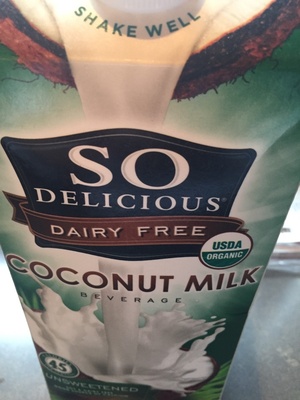 SHAKE WELL
SO
DELICIOUS®
DAIRY FREE
USDA
ORGANIC
COCONUT MILK
BEVERAGE
45
UNSWEETENED